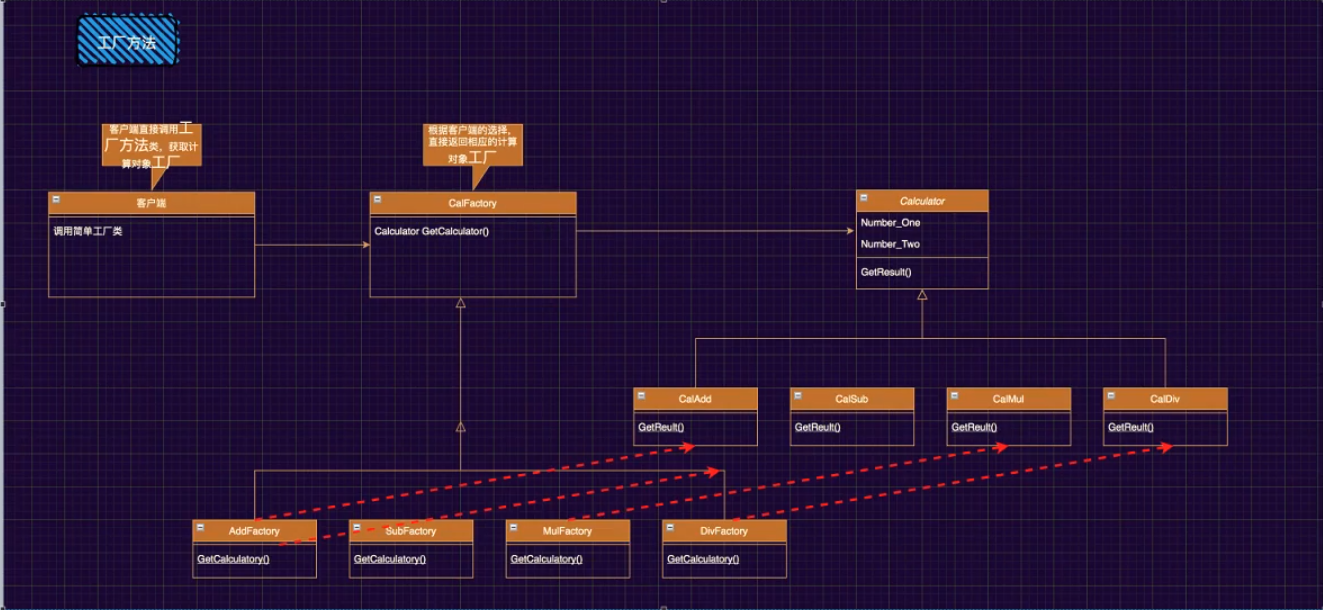 工厂方法
客户端直接调用工
厂方法类，获取计
算对象工厂
根据客户端的选择，
直接返回相应的计算
对象工厂
客户端
调用简单工厂类
CalFactory
Calculator GetCalculator()
Calculator
Number_One
Number_Two
GetResult()
CalAdd
GetReult()
CalSub
GetReult()
CalMul
GetReult()
CalDiv
GetReult()
AddFactory
GetCalculatory()
SubFactory
GetCalculatory()
MulFactory
GetCalculatory()
DivFactory
GetCalculatory()